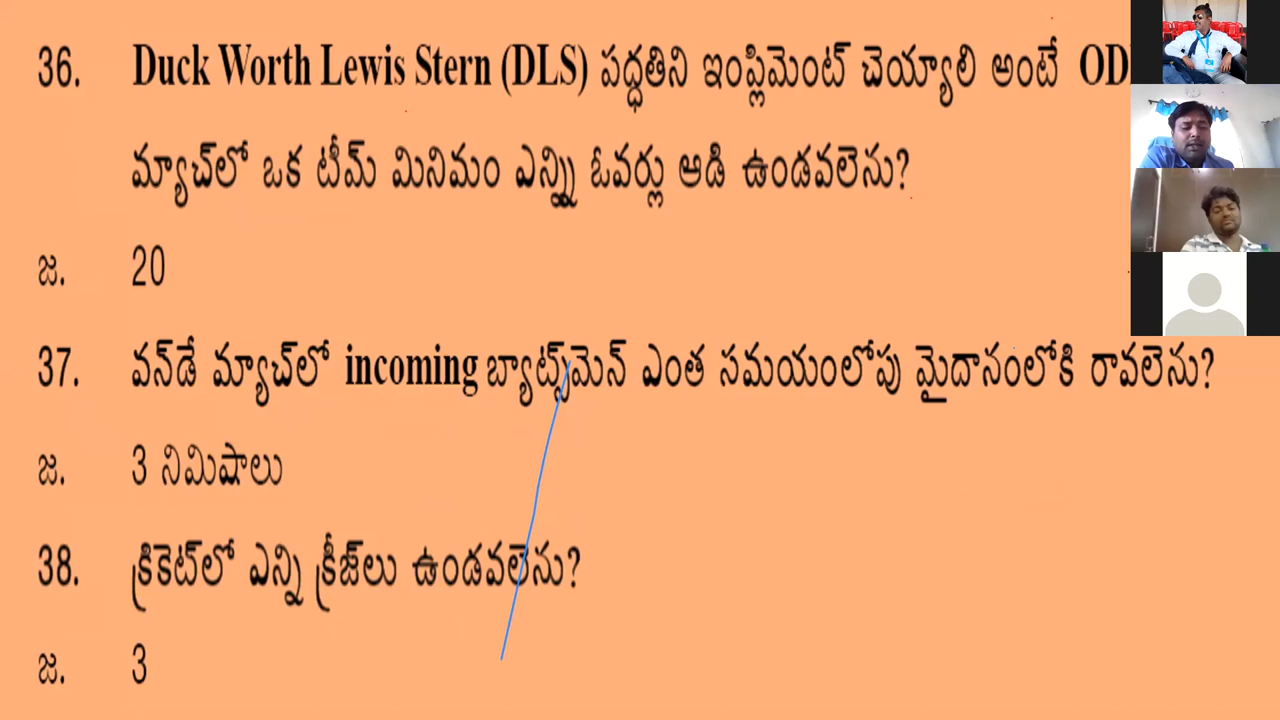 36. Duck Worth Lewis Stern (DLS) పద్ధతిని ఇంప్లిమెంట్ చెయ్యాలి అంటే OD
మ్యాచ్‌లో ఒక టీమ్ మినిమం ఎన్ని ఓవర్లు ఆడి ఉండవలెను?
జ. 20
37. వన్‌డే మ్యాచ్‌లో incoming బ్యాట్స్‌మెన్ ఎంత సమయంలోపు మైదానంలోకి రావలెను?
జ. 3 నిమిషాలు
38. క్రికెట్‌లో ఎన్ని క్రీజ్‌లు ఉండవలెను?
జ. 3